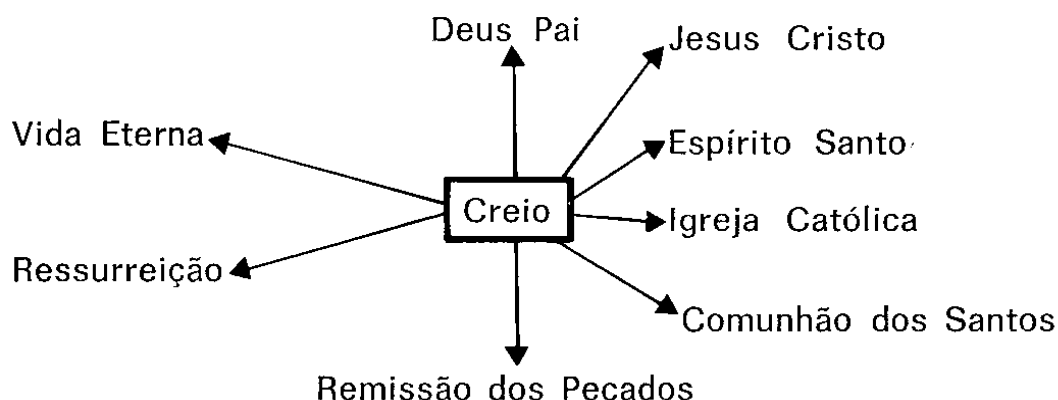 Deus Pai
Jesus Cristo
Vida Eterna
Espírito Santo
Creio
Igreja Católica
Ressurreição
Comunhão dos Santos
Remissão dos Pecados